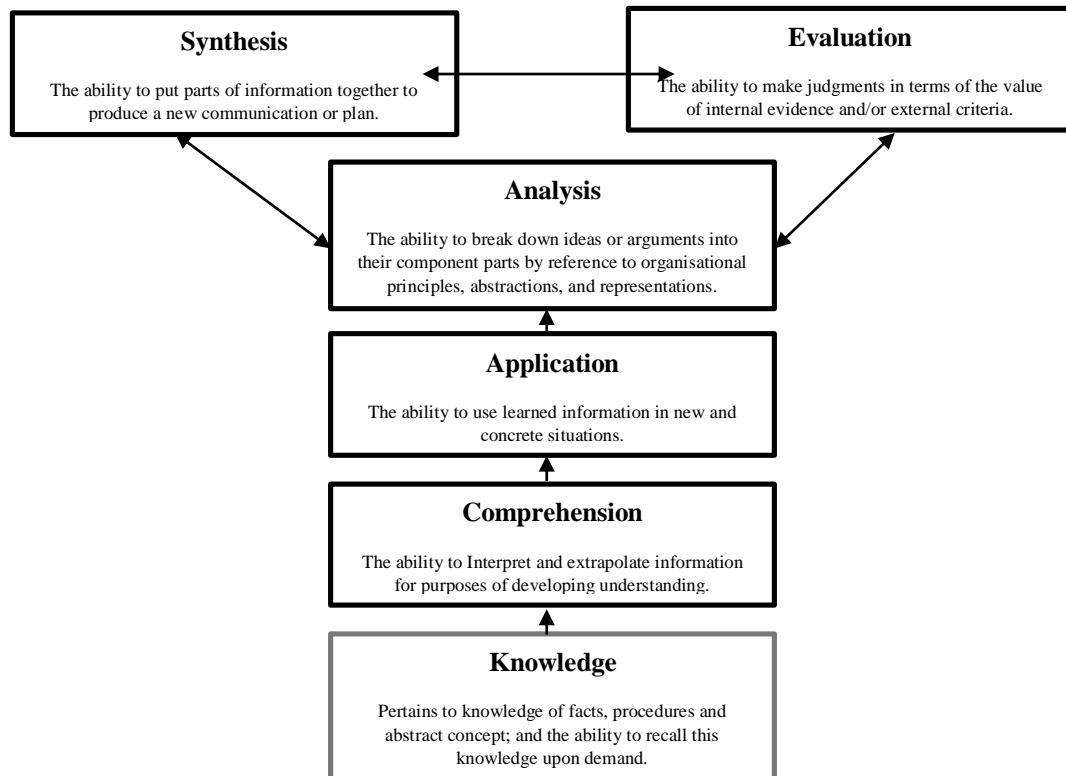 Synthesis
The ability to put parts of information together to
produce a new communication or plan.
Evaluation
The ability to make judgments in terms of the value
of internal evidence and/or external criteria.
Analysis
The ability to break down ideas or arguments into
their component parts by reference to organisational
principles, abstractions, and representations.
Application
The ability to use learned information in new and
concrete situations.
Comprehension
The ability to Interpret and extrapolate information
for purposes of developing understanding.
Knowledge
Pertains to knowledge of facts, procedures and
abstract concept; and the ability to recall this
knowledge upon demand.